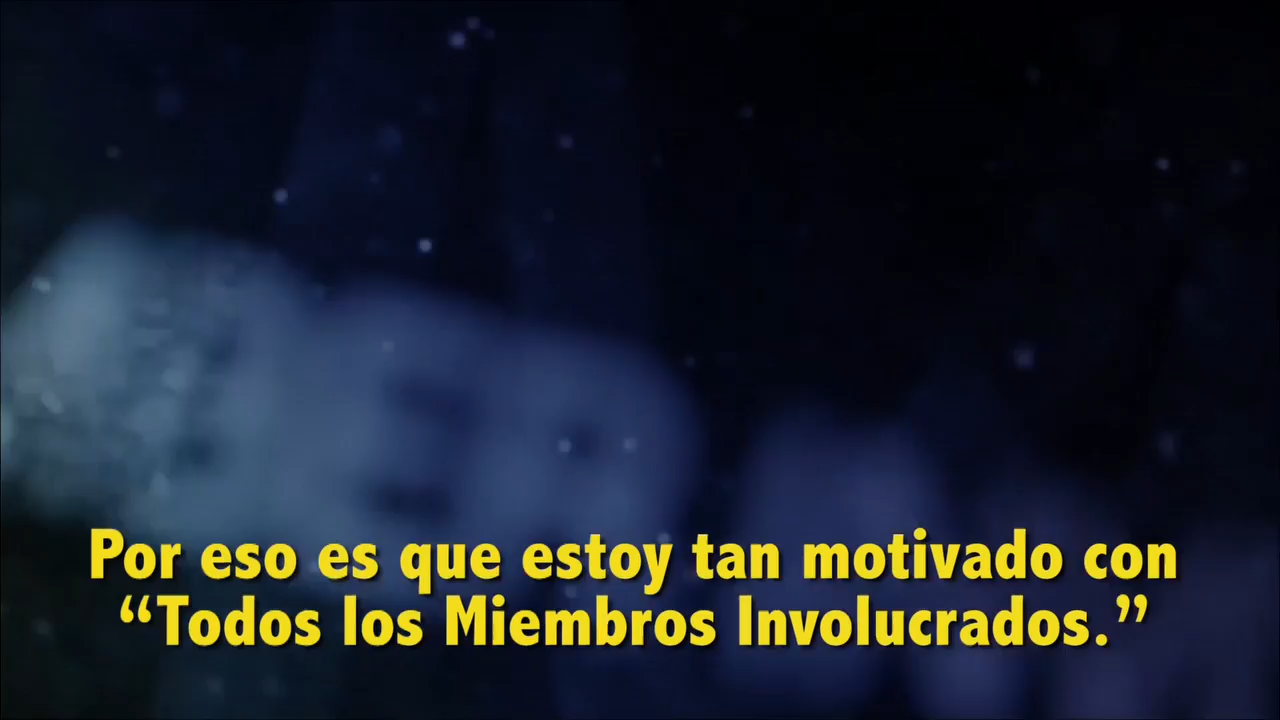 Por eso es que estoy tan motivado con
“Todos los Miembros Involucrados.”